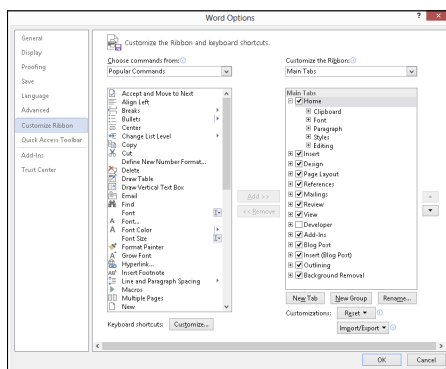 Word Options
? ×
General
Display
Proofing
Save
Language
Advanced
Customize Ribbon
Quick Access Toolbar
Add-Ins
Trust Center
Customize the Ribbon and keyboard shortcuts.
Choose commands from:
Popular Commands
Accept and Move to Next
Align Left
Breaks
Bullets
Center
Change List Level
Copy
Cut
Define New Number Format...
Delete
Draw Table
Draw Vertical Text Box
Email
Find
Font
Font...
Font Color
Font Size
Format Painter
Grow Font
Hyperlink...
Insert Footnote
Line and Paragraph Spacing
Macros
Multiple Pages
New
Keyboard shortcuts: Customize...
Add >>
<< Remove
Customize the Ribbon:
Main Tabs
Main Tabs
Home
Clipboard
Font
Paragraph
Styles
Editing
Insert
Design
Page Layout
References
Mailings
Review
View
Developer
Add-Ins
Blog Post
Insert (Blog Post)
Outlining
Background Removal
New Tab New Group Rename...
Customizations: Reset
Import/Export
OK Cancel